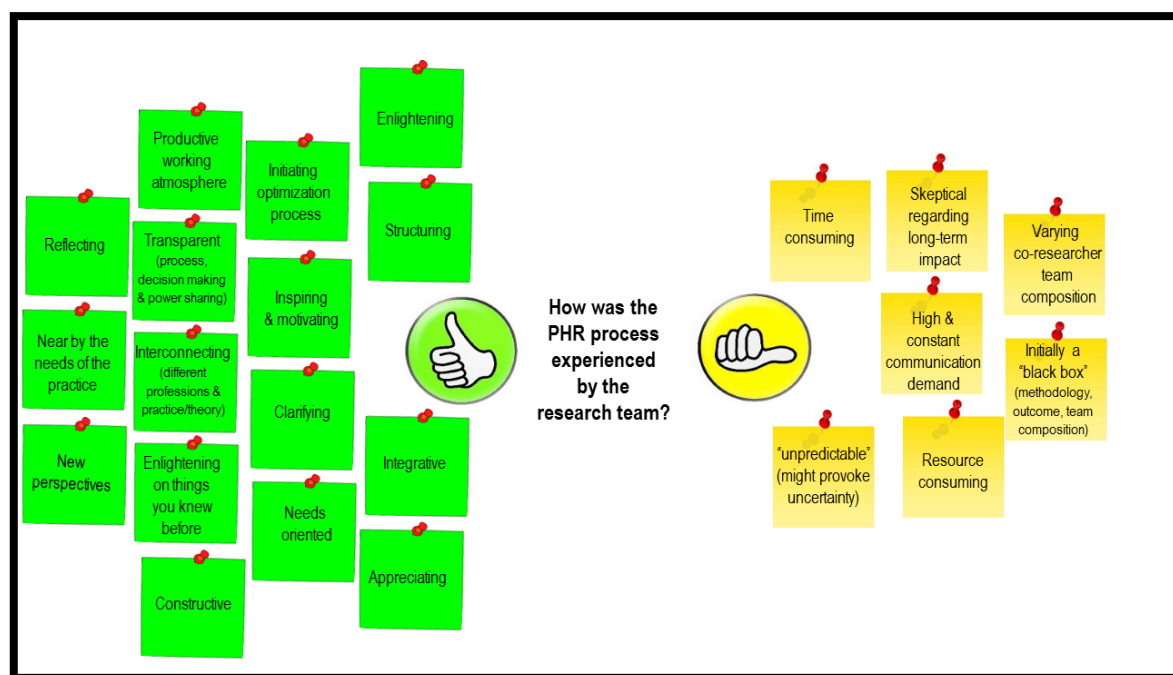 Reflecting
Near by the
needs of the
practice
New
perspectives
Productive
working
atmosphere
Transparent
(process,
decision making
& power sharing)
Interconnecting
(different
professions &
practice/theory)
Enlightening
on things
you knew
before
Constructive
Initiating
optimization
process
Inspiring
& motivating
Clarifying
Needs
oriented
Enlightening
Structuring
Integrative
Appreciating
How was the
PHR process
experienced
by the
research team?
Time
consuming
Skeptical
regarding
long-term
impact
Varying
co-researcher
team
composition
High &
constant
communication
demand
Initially a
"black box"
(methodology,
outcome, team
composition)
"unpredictable"
(might provoke
uncertainty)
Resource
consuming